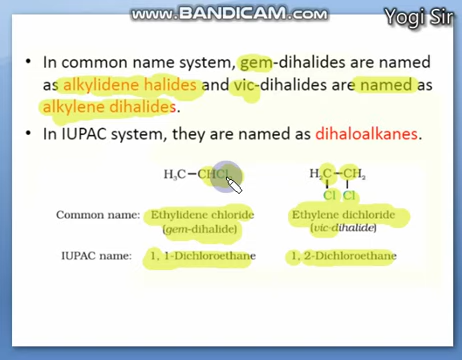 www.BANDICAM.com
Yogi Sir
• In common name system, gem-dihalides are named
as alkylidene halides and vic-dihalides are named as
alkylene dihalides.
• In IUPAC system, they are named as dihaloalkanes.
H₃C–CHCl H₂C–CH₂
Cl Cl
Common name: Ethylidene chloride Ethylene dichloride
(gem-dihalide) (vic-dihalide)
IUPAC name: 1, 1-Dichloroethane 1, 2-Dichloroethane